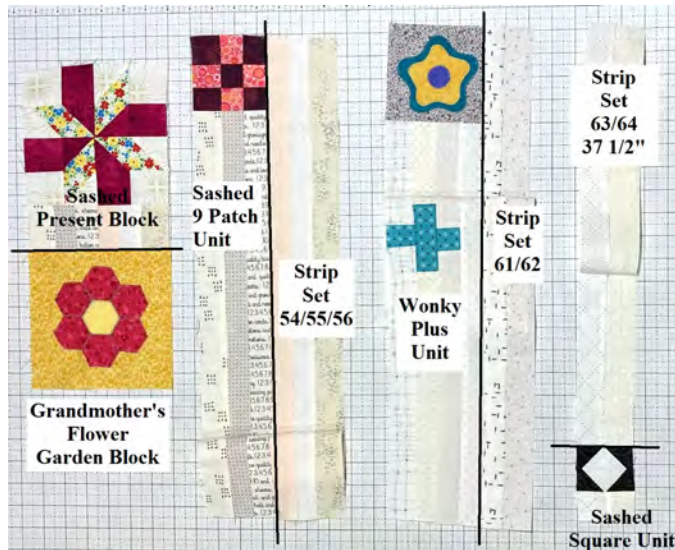 Sashed
Present Block
Grandmother's
Flower
Garden Block
Sashed
9 Patch
Unit
Strip
Set
54/55/56
Wonky
Plus
Unit
Strip
Set
61/62
Strip
Set
63/64
37 1/2"
Sashed
Square Unit